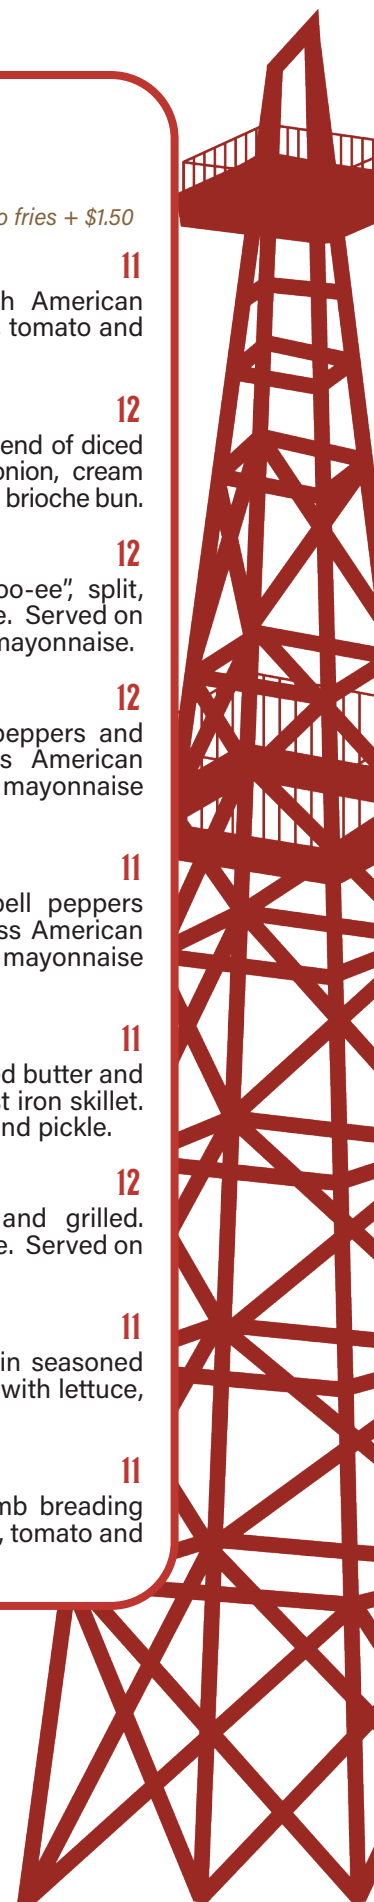 o fries + $1.50
11
h American
tomato and
12
end of diced
onion, cream
brioche bun.
12
oo-ee", split,
e. Served on
mayonnaise.
12
peppers and
s American
mayonnaise
11
bell peppers
ss American
mayonnaise
11
ed butter and
t iron skillet.
nd pickle.
12
and grilled.
e. Served on
11
in seasoned
with lettuce,
11
mb breading
, tomato and